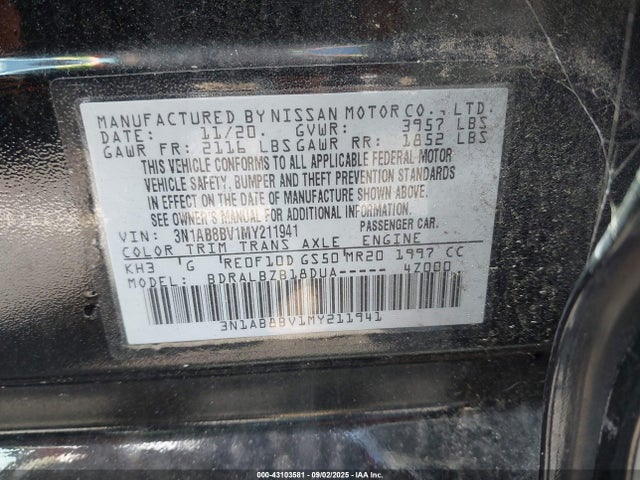 MANUFACTURED BY NISSAN MOTOR CO., LTD.
DATE: 11/20. GVWR: 3957 LBS
GAWR FR: 2116 LBS GAWR RR: 1852 LBS
THIS VEHICLE CONFORMS TO ALL APPLICABLE FEDERAL MOTOR
VEHICLE SAFETY, BUMPER AND THEFT PREVENTION STANDARDS
IN EFFECT ON THE DATE OF MANUFACTURE SHOWN ABOVE.
SEE OWNER'S MANUAL FOR ADDITIONAL INFORMATION.
VIN: 3N1AB8BV1MY211941 PASSENGER CAR.
COLOR TRIM TRANS AXLE ENGINE
KH3 G RE0F10D GS50 MR20 1997 CC
MODEL: BDRALBZB18DUA----- 4Z000.
3N1AB8BV1MY211941
00-43103581 - 09/02/2025 - IAA